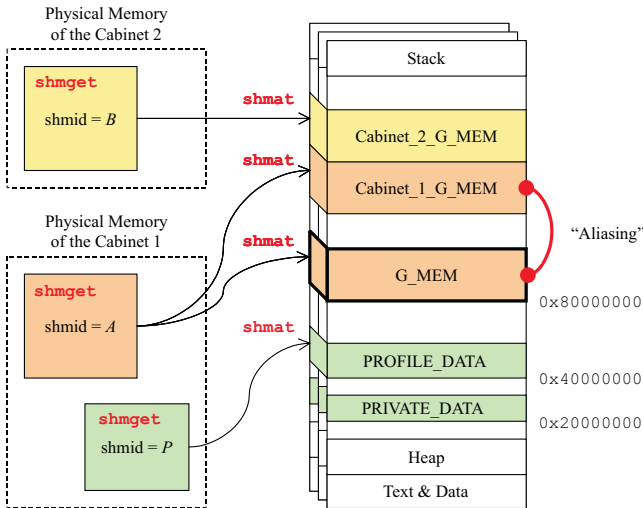 Physical Memory
of the Cabinet 2
shmget
shmid = B
shmat
Stack
Cabinet_2_G_MEM
shmat
Cabinet_1_G_MEM
"Aliasing"
Physical Memory
of the Cabinet 1
shmget
shmid = A
shmat
G_MEM
0x80000000
shmat
PROFILE_DATA
0x40000000
shmget
shmid = P
PRIVATE_DATA
0x20000000
Heap
Text & Data